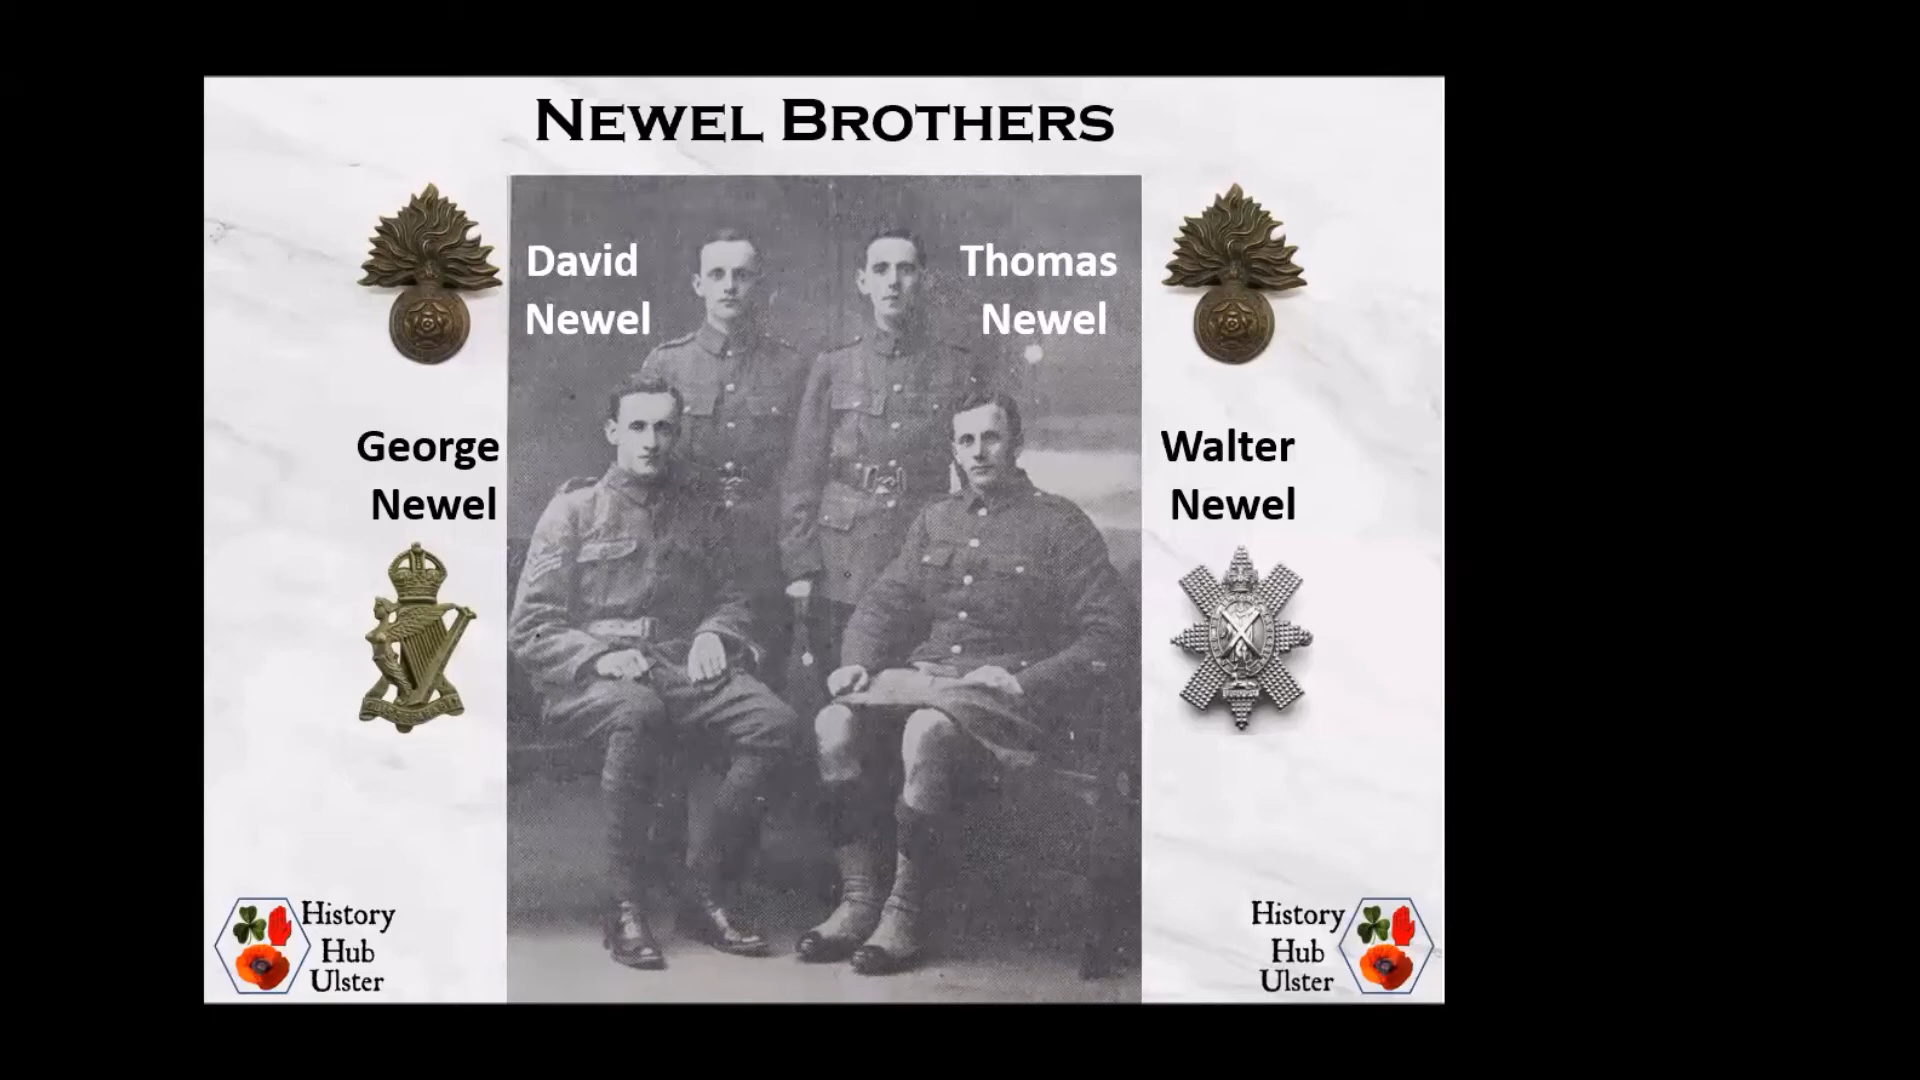 NEWEL BROTHERS
David
Newel
Thomas
Newel
George
Newel
Walter
Newel
History
Hub
Ulster
History
Hub
Ulster